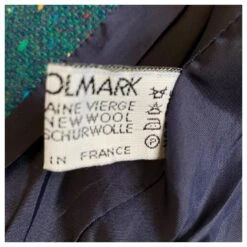 OLMARK
AINE VIERGE
NEW WOOL
SCHURWOLLE
IN FRANCE